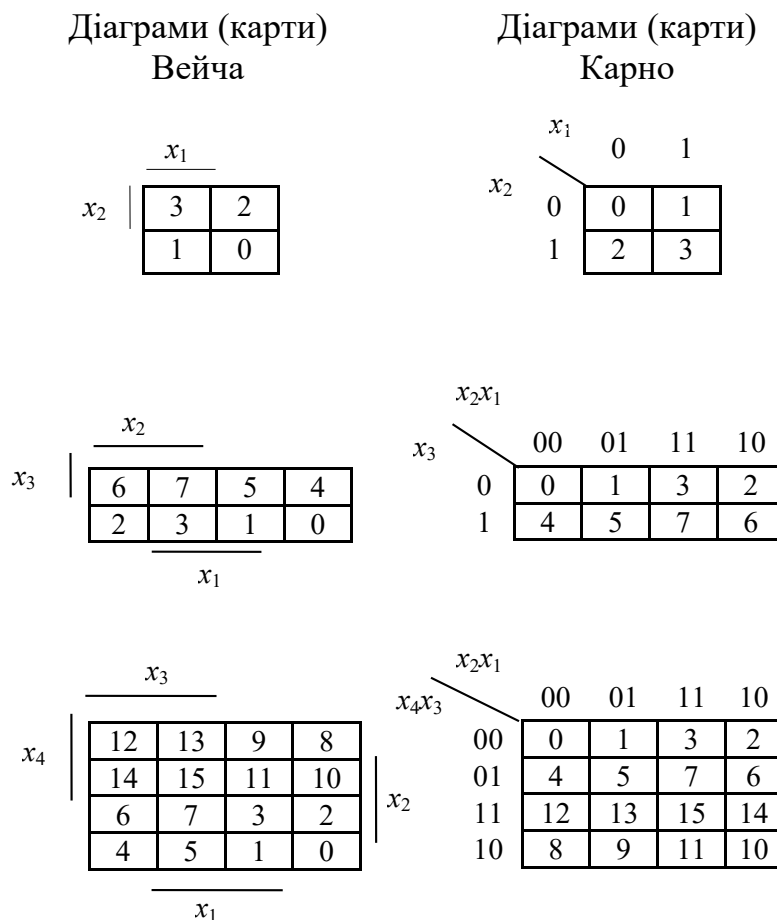 Діаграми (карти) Вейча
Діаграми (карти) Карно
x₁
x₂
3 2
1 0
x₁
0 1
x₂
0 0 1
1 2 3
x₂
x₃
6 7 5 4
2 3 1 0
x₁
x₂x₁
00 01 11 10
x₃
0 0 1 3 2
1 4 5 7 6
x₃
x₄
12 13 9 8
14 15 11 10
x₂
6 7 3 2
4 5 1 0
x₁
x₂x₁
00 01 11 10
x₄x₃
00 0 1 3 2
01 4 5 7 6
11 12 13 15 14
10 8 9 11 10